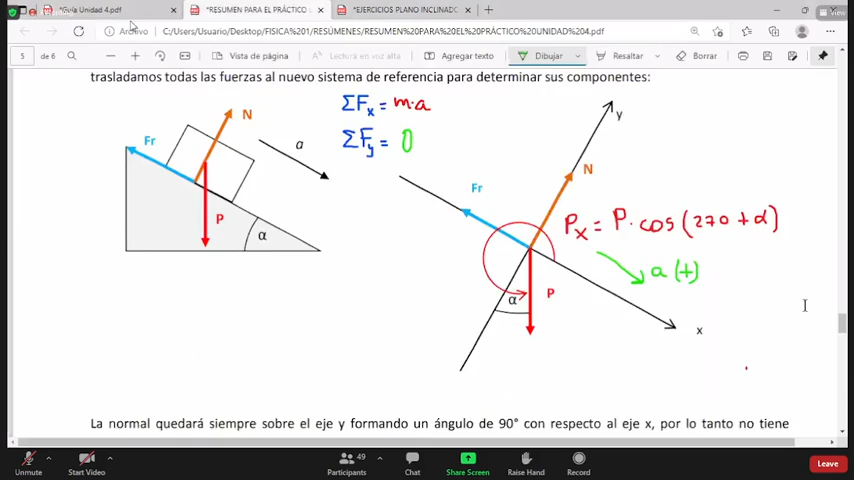 *Guía Unidad 4.pdf
*RESUMEN PARA EL PRÁCTICO
*EJERCICIOS PLANO INCLINADO
View
Archivo
C:/Users/Usuario/Desktop/FISICA%201/RESÚMENES/RESUMEN%20PARA%20EL%20PRÁCTICO%20UNIDAD%204.pdf
5 de 6
Vista de página
Lectura en voz alta
Agregar texto
Dibujar
Resaltar
Borrar
trasladamos todas las fuerzas al nuevo sistema de referencia para determinar sus componentes:
ΣFx = m·a
ΣFy = 0
N
Fr
a
P
α
y
N
Fr
Px = P · cos (270 + α)
a (+)
P
α
x
La normal quedará siempre sobre el eje y formando un ángulo de 90° con respecto al eje x, por lo tanto no tiene
49
Unmute
Start Video
Participants
Chat
Share Screen
Raise Hand
Record
Leave